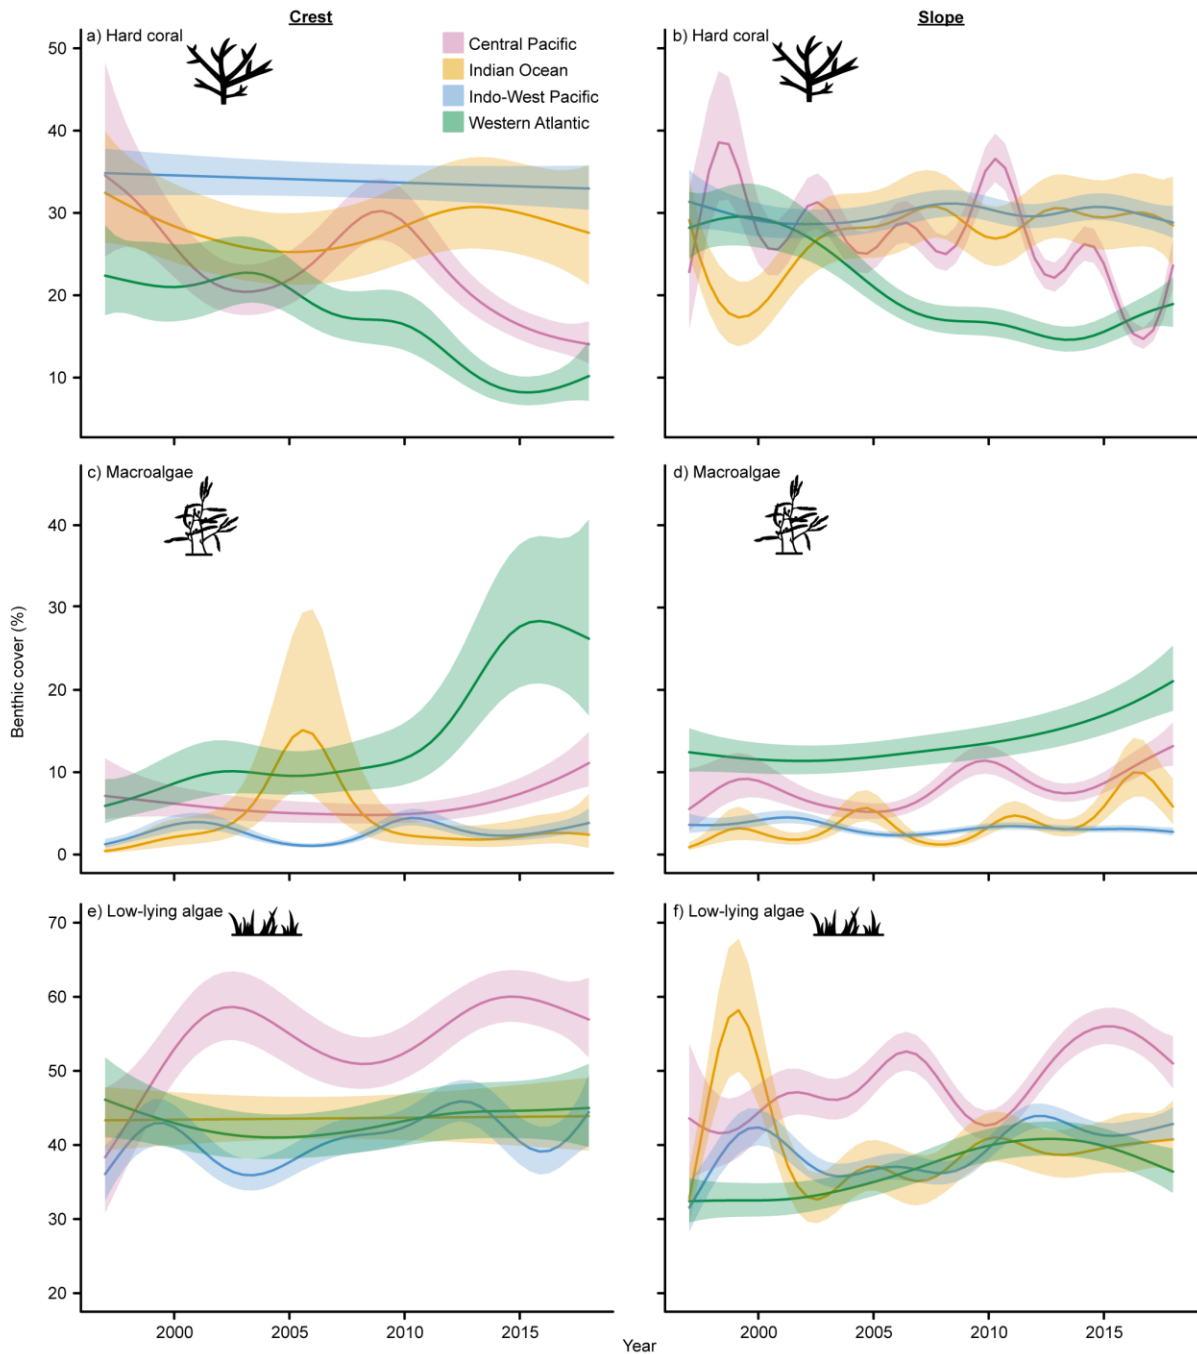 Crest
Slope
a) Hard coral
Central Pacific
Indian Ocean
Indo-West Pacific
Western Atlantic
b) Hard coral
50
40
30
20
10
c) Macroalgae
d) Macroalgae
40
30
20
10
0
Benthic cover (%)
e) Low-lying algae
f) Low-lying algae
70
60
50
40
30
20
2000 2005 2010 2015
2000 2005 2010 2015
Year